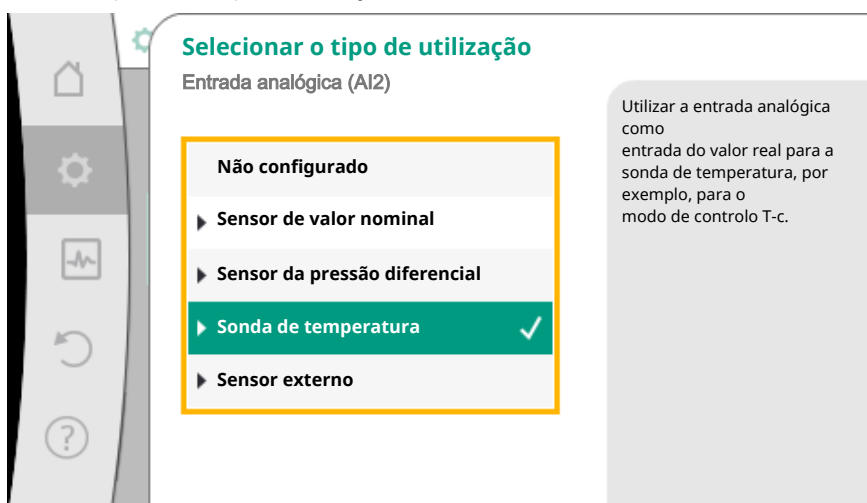 Selecionar o tipo de utilização
Entrada analógica (AI2)
Não configurado
Sensor de valor nominal
Sensor da pressão diferencial
Sonda de temperatura
Sensor externo
Utilizar a entrada analógica
como
entrada do valor real para a
sonda de temperatura, por
exemplo, para o
modo de controlo T-c.